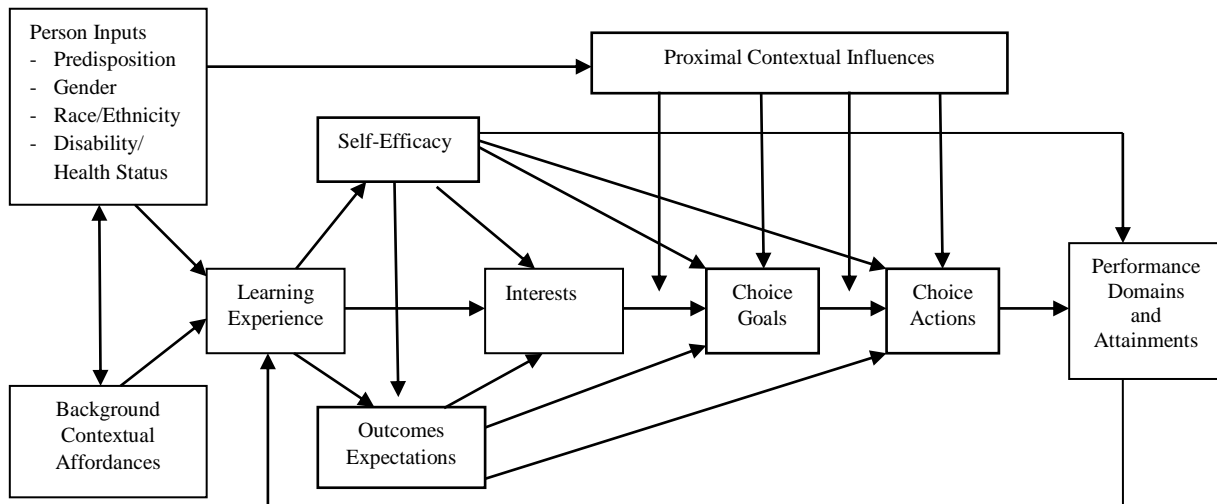 Person Inputs
- Predisposition
- Gender
- Race/Ethnicity
- Disability/
Health Status
Proximal Contextual Influences
Self-Efficacy
Learning
Experience
Interests
Choice
Goals
Choice
Actions
Performance
Domains
and
Attainments
Background
Contextual
Affordances
Outcomes
Expectations